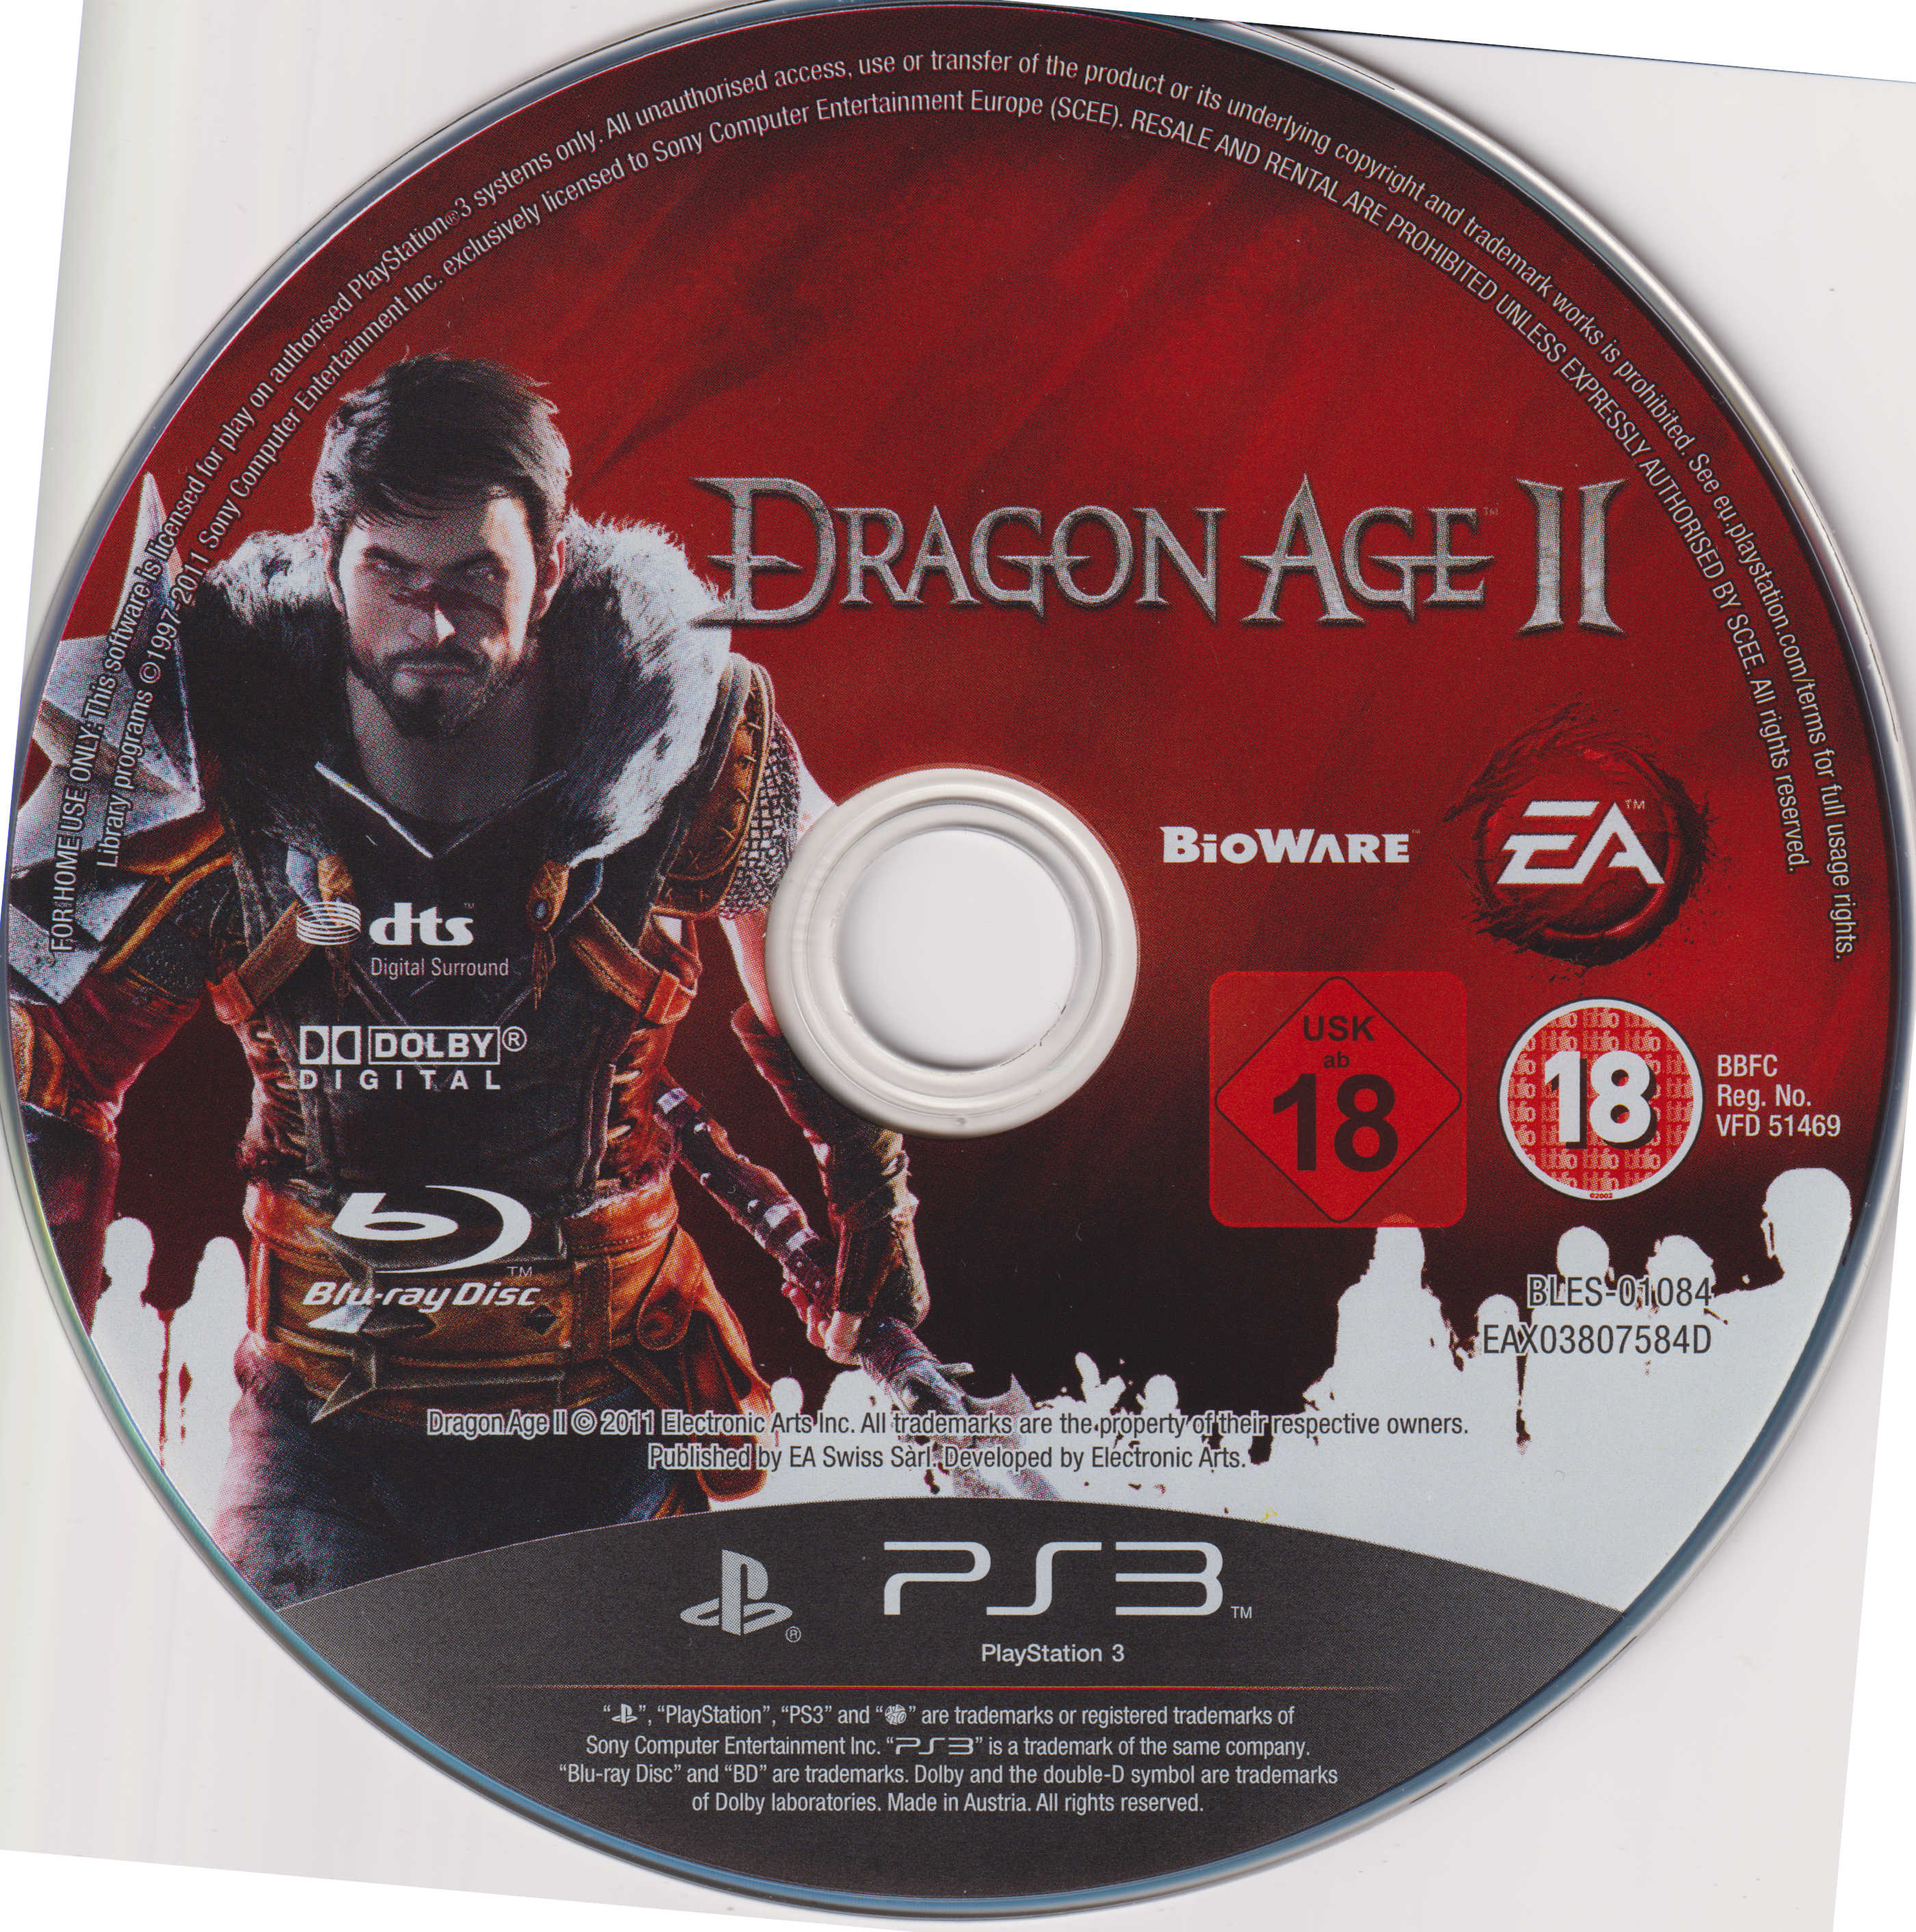 FOR HOME USE ONLY: This software is licensed for play on authorised PlayStation®3 systems only. All unauthorised access, use or transfer of the product or its underlying copyright and trademark works is prohibited. See eu.playstation.com/terms for full usage rights.
Library programs ©1997-2011 Sony Computer Entertainment Inc. exclusively licensed to Sony Computer Entertainment Europe (SCEE). RESALE AND RENTAL ARE PROHIBITED UNLESS EXPRESSLY AUTHORISED BY SCEE. All rights reserved.
DRAGON AGE™ II
BIOWARE™
EA™
dts™
Digital Surround
DOLBY®
DIGITAL
USK
ab
18
18
©2002
BBFC
Reg. No.
VFD 51469
Blu-ray Disc™
BLES-01084
EAX03807584D
Dragon Age II © 2011 Electronic Arts Inc. All trademarks are the property of their respective owners.
Published by EA Swiss Sàrl. Developed by Electronic Arts.
® PS3™
PlayStation 3
“ ”, “PlayStation”, “PS3” and “ ” are trademarks or registered trademarks of
Sony Computer Entertainment Inc. “PS3” is a trademark of the same company.
“Blu-ray Disc” and “BD” are trademarks. Dolby and the double-D symbol are trademarks
of Dolby laboratories. Made in Austria. All rights reserved.